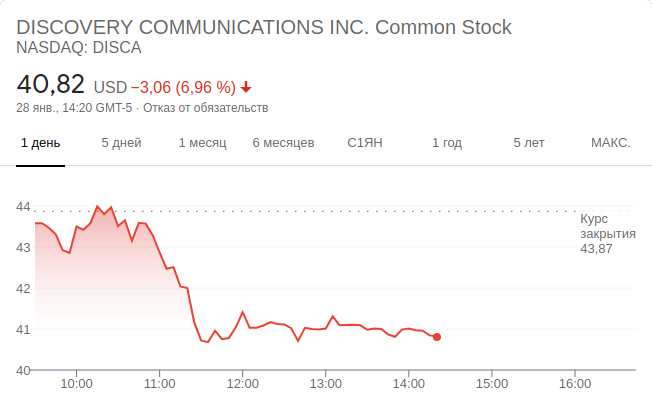 DISCOVERY COMMUNICATIONS INC. Common Stock
NASDAQ: DISCA
40,82 USD −3,06 (6,96 %)
28 янв., 14:20 GMT-5 · Отказ от обязательств
1 день 5 дней 1 месяц 6 месяцев С1ЯН 1 год 5 лет МАКС.
44
Курс
закрытия
43,87
43
42
41
40
10:00 11:00 12:00 13:00 14:00 15:00 16:00